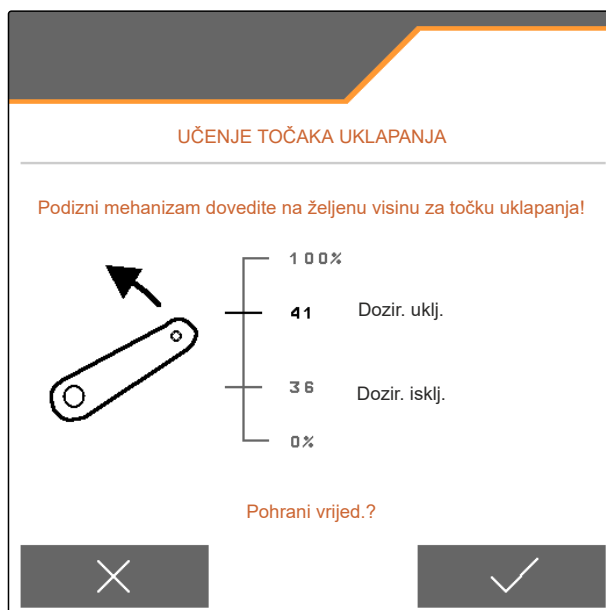 UČENJE TOČAKA UKLAPANJA
Podizni mehanizam dovedite na željenu visinu za točku uklapanja!
100%
41 Dozir. uklj.
36 Dozir. isklj.
0%
Pohrani vrijed.?